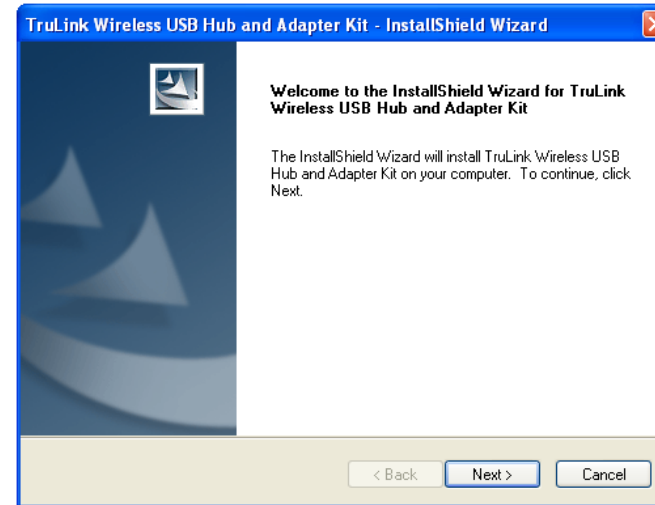 TruLink Wireless USB Hub and Adapter Kit - InstallShield Wizard
Welcome to the InstallShield Wizard for TruLink
Wireless USB Hub and Adapter Kit
The InstallShield Wizard will install TruLink Wireless USB
Hub and Adapter Kit on your computer. To continue, click
Next.
< Back Next > Cancel